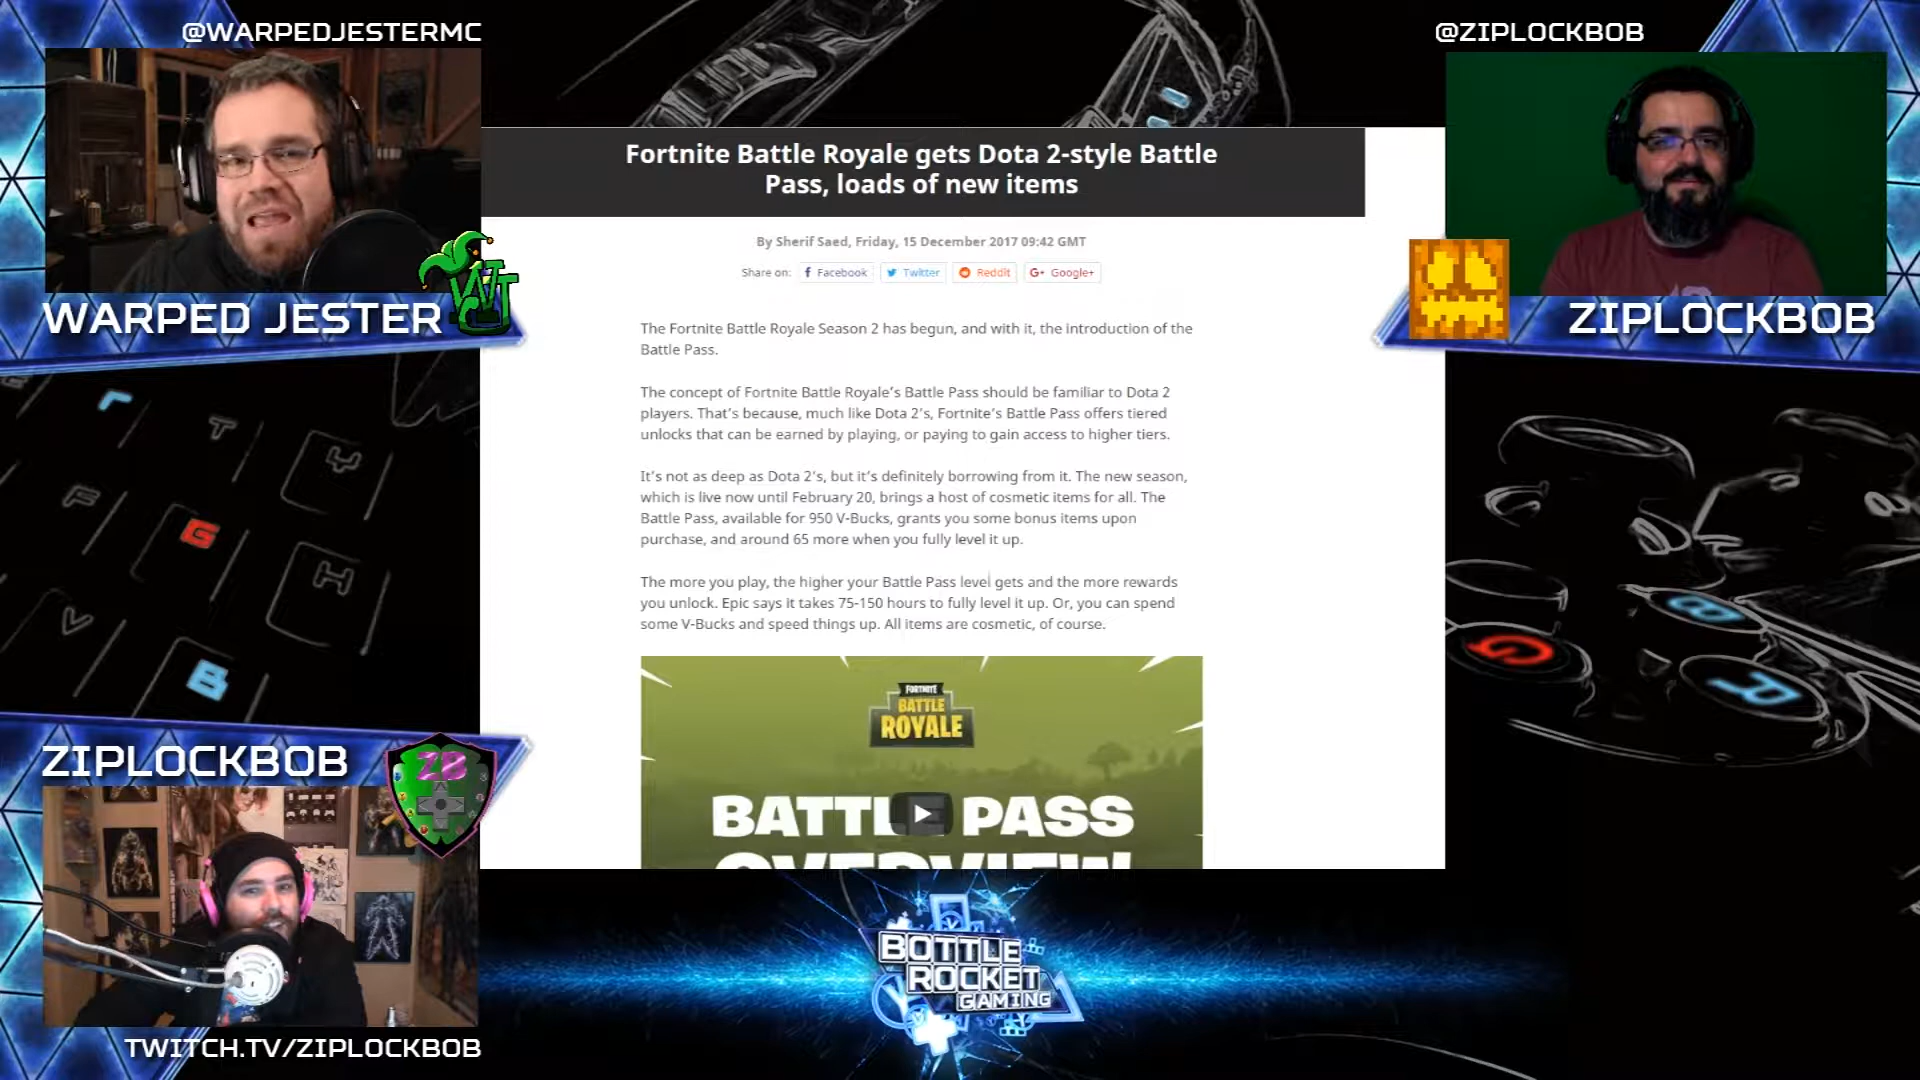 @WARPEDJESTERMC
@ZIPLOCKBOB
Fortnite Battle Royale gets Dota 2-style Battle
Pass, loads of new items
By Sherif Saed, Friday, 15 December 2017 09:42 GMT
Share on: Facebook Twitter Reddit G+ Google+
WARPED JESTER
WJ
ZIPLOCKBOB
The Fortnite Battle Royale Season 2 has begun, and with it, the introduction of the
Battle Pass.
The concept of Fortnite Battle Royale's Battle Pass should be familiar to Dota 2
players. That's because, much like Dota 2's, Fortnite's Battle Pass offers tiered
unlocks that can be earned by playing, or paying to gain access to higher tiers.
It's not as deep as Dota 2's, but it's definitely borrowing from it. The new season,
which is live now until February 20, brings a host of cosmetic items for all. The
Battle Pass, available for 950 V-Bucks, grants you some bonus items upon
purchase, and around 65 more when you fully level it up.
The more you play, the higher your Battle Pass level gets and the more rewards
you unlock. Epic says it takes 75-150 hours to fully level it up. Or, you can spend
some V-Bucks and speed things up. All items are cosmetic, of course.
FORTNITE
BATTLE
ROYALE
BATTLE PASS
OVERVIEW
R T Y
F G H
V B
B
G
R
ZIPLOCKBOB
ZB
BOTTLE
ROCKET
GAMING
TWITCH.TV/ZIPLOCKBOB